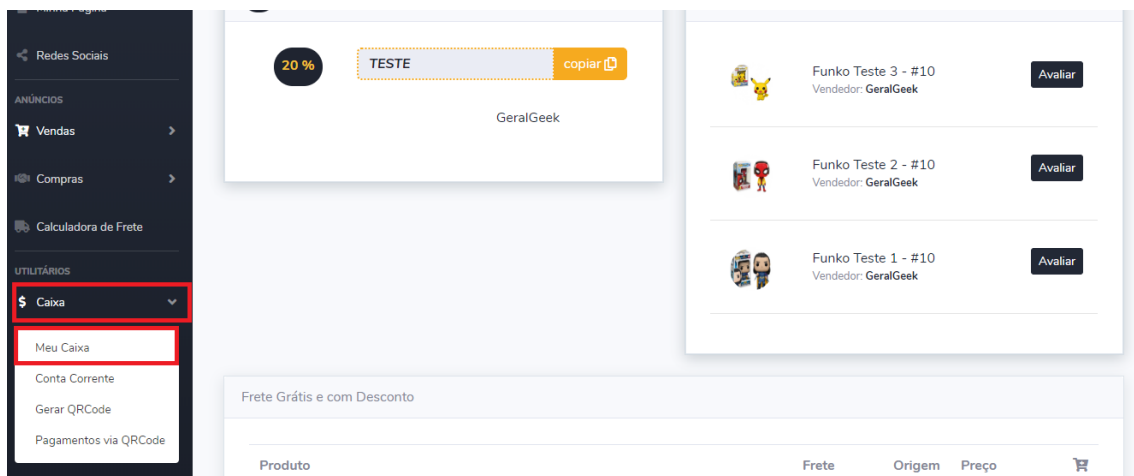 Redes Sociais
ANÚNCIOS
Vendas
Compras
Calculadora de Frete
UTILITÁRIOS
$ Caixa
Meu Caixa
Conta Corrente
Gerar QRCode
Pagamentos via QRCode
20 %
TESTE
copiar
GeralGeek
Funko Teste 3 - #10
Vendedor: GeralGeek
Avaliar
Funko Teste 2 - #10
Vendedor: GeralGeek
Avaliar
Funko Teste 1 - #10
Vendedor: GeralGeek
Avaliar
Frete Grátis e com Desconto
Produto Frete Origem Preço